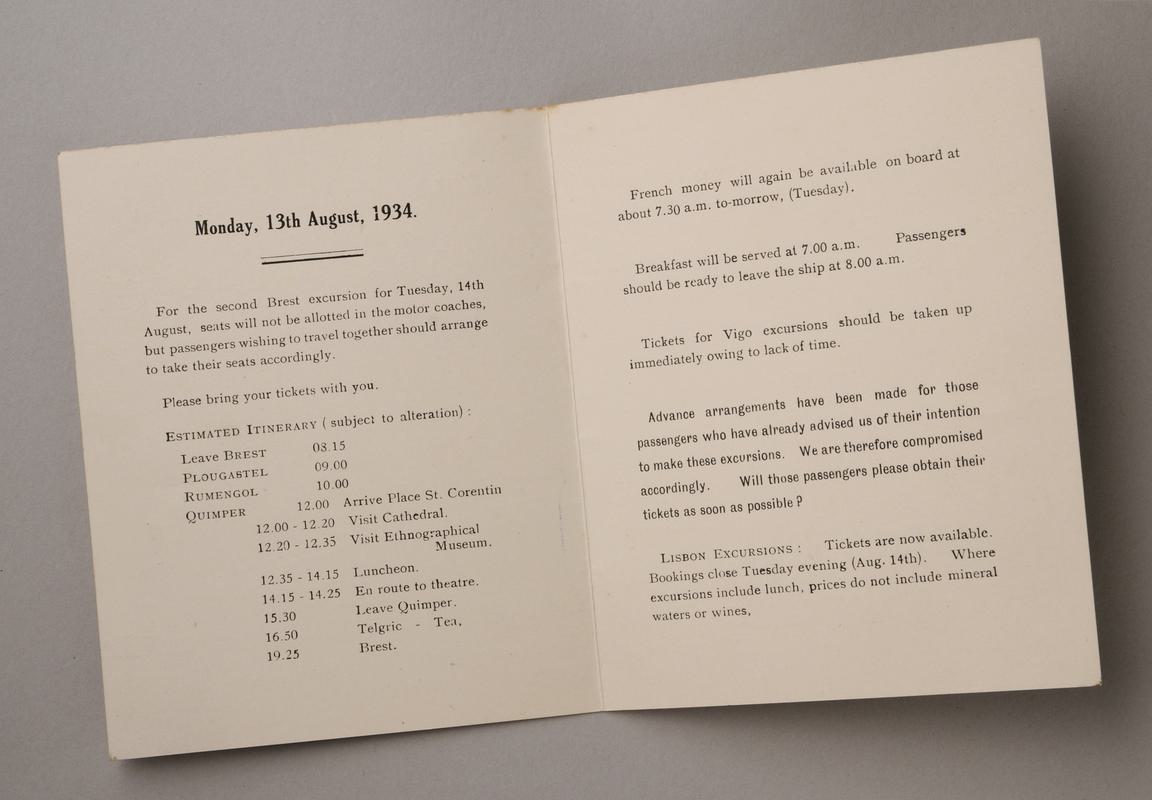 Monday, 13th August, 1934.
For the second Brest excursion for Tuesday, 14th
August, seats will not be allotted in the motor coaches,
but passengers wishing to travel together should arrange
to take their seats accordingly.
Please bring your tickets with you.
ESTIMATED ITINERARY ( subject to alteration) :
Leave BREST 08.15
PLOUGASTEL 09.00
RUMENGOL 10.00
QUIMPER 12.00 Arrive Place St. Corentin
12.00 - 12.20 Visit Cathedral.
12.20 - 12.35 Visit Ethnographical
Museum.
12.35 - 14.15 Luncheon.
14.15 - 14.25 En route to theatre.
15.30 Leave Quimper.
16.50 Telgric - Tea,
19.25 Brest.
French money will again be available on board at
about 7.30 a.m. to-morrow, (Tuesday).
Breakfast will be served at 7.00 a.m. Passengers
should be ready to leave the ship at 8.00 a.m.
Tickets for Vigo excursions should be taken up
immediately owing to lack of time.
Advance arrangements have been made for those
passengers who have already advised us of their intention
to make these excursions. We are therefore compromised
accordingly. Will those passengers please obtain their
tickets as soon as possible ?
LISBON EXCURSIONS : Tickets are now available.
Bookings close Tuesday evening (Aug. 14th). Where
excursions include lunch, prices do not include mineral
waters or wines,